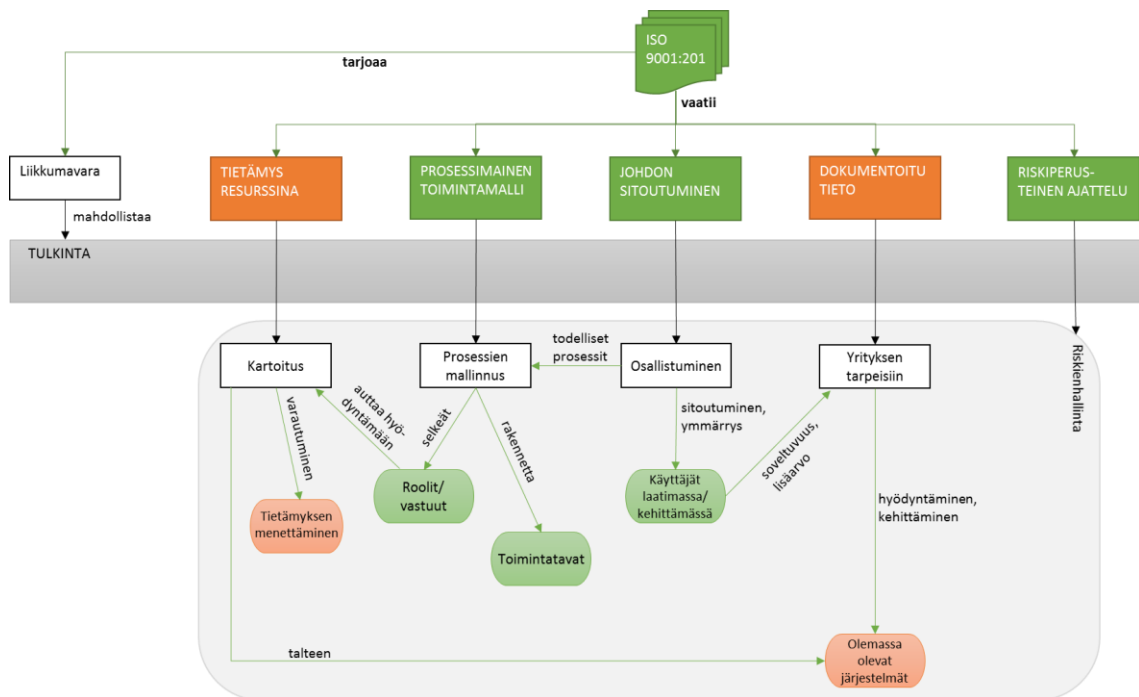 ISO
9001:201
tarjoaa
vaatii
Liikkumavara
TIETÄMYS
RESURSSINA
PROSESSIMAINEN
TOIMINTAMALLI
JOHDON
SITOUTUMINEN
DOKUMENTOITU
TIETO
RISKIPERUS-
TEINEN AJATTELU
mahdollistaa
TULKINTA
Kartoitus
Prosessien
mallinnus
todelliset
prosessit
Osallistuminen
Yrityksen
tarpeisiin
Riskienhallinta
varautuminen
auttaa hyö-
dyntämään
selkeät
rakennetta
sitoutuminen,
ymmärrys
soveltuvuus,
lisäarvo
hyödyntäminen,
kehittäminen
Tietämyksen
menettäminen
Roolit/
vastuut
Toimintatavat
Käyttäjät
laatimassa/
kehittämässä
talteen
Olemassa
olevat
järjestelmät